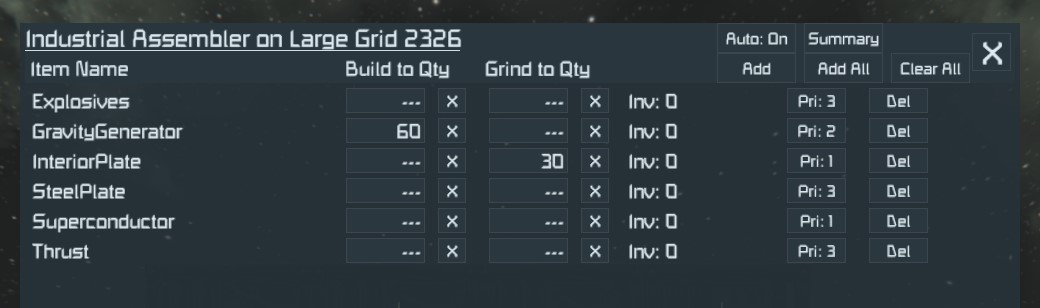 Industrial Assembler on Large Grid 2326 Auto: On Summary X
Item Name Build to Qty Grind to Qty Add Add All Clear All
Explosives --- X --- X Inv: 0 Pri: 3 Del
GravityGenerator 60 X --- X Inv: 0 Pri: 2 Del
InteriorPlate --- X 30 X Inv: 0 Pri: 1 Del
SteelPlate --- X --- X Inv: 0 Pri: 3 Del
Superconductor --- X --- X Inv: 0 Pri: 1 Del
Thrust --- X --- X Inv: 0 Pri: 3 Del